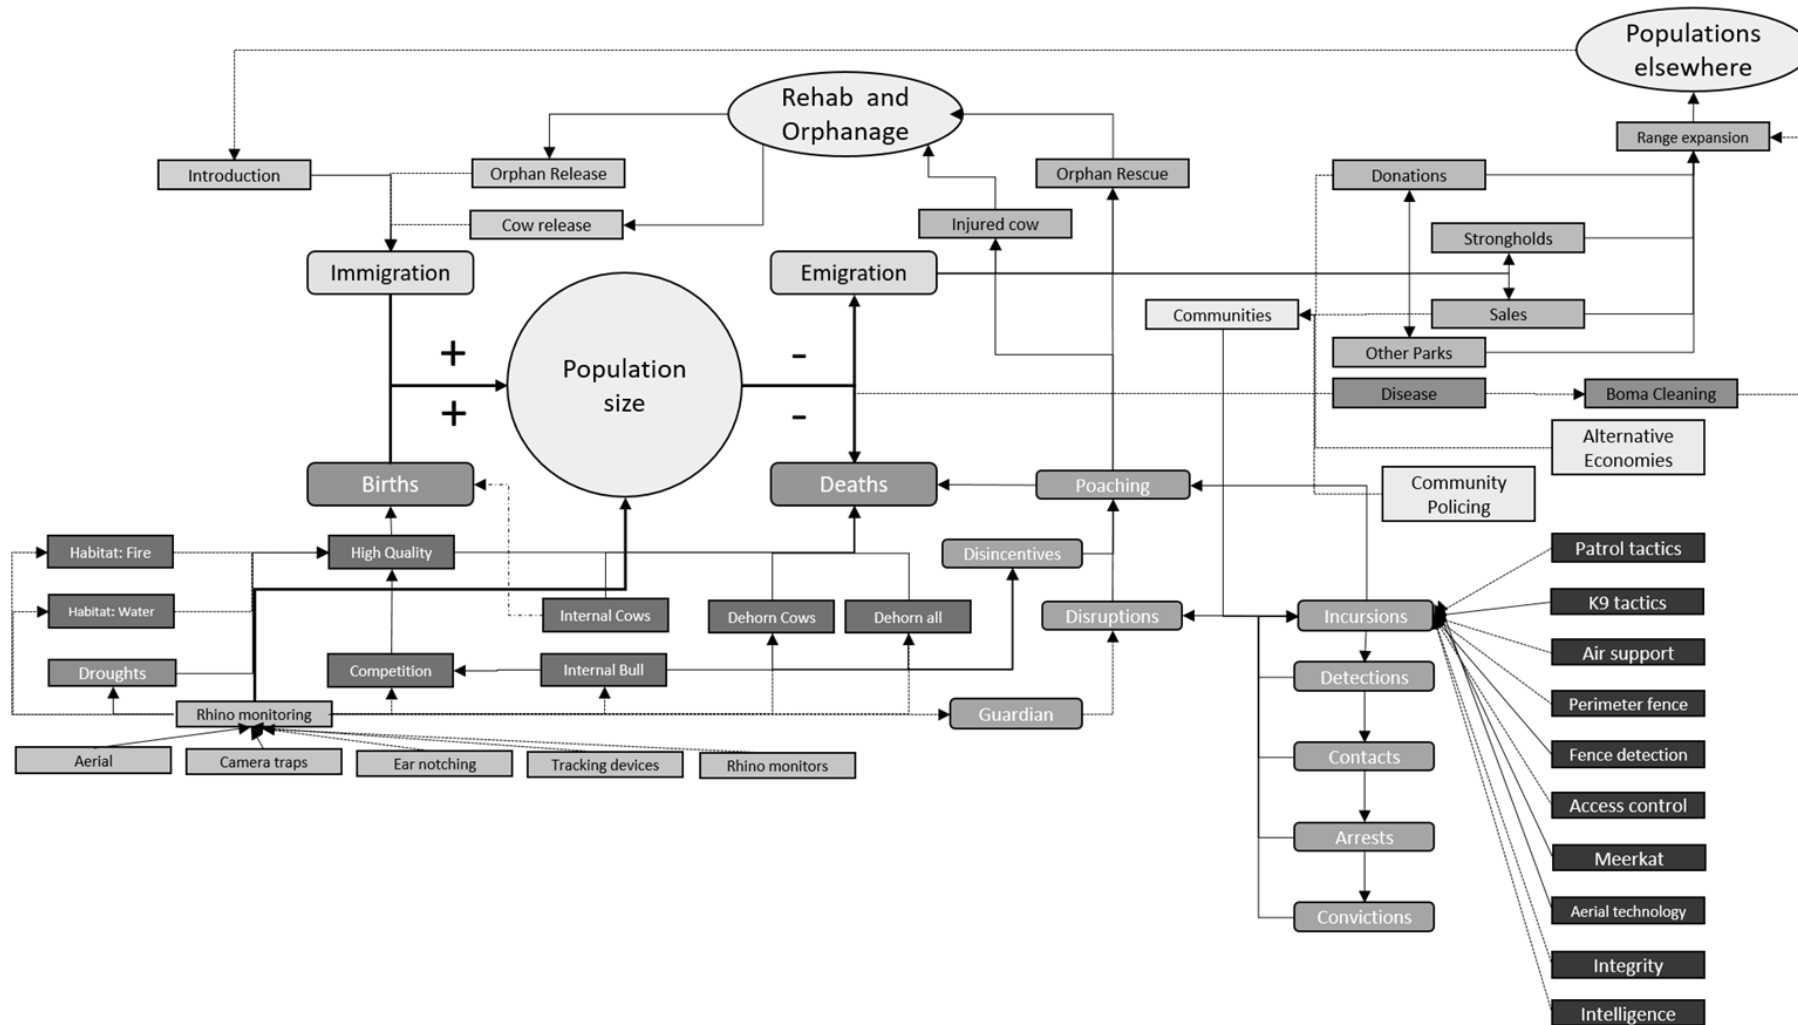 Populations
elsewhere
Rehab and
Orphanage
Range expansion
Introduction
Orphan Release
Orphan Rescue
Donations
Cow release
Injured cow
Strongholds
Immigration
Emigration
Communities
Sales
+
-
Population
size
Other Parks
+
-
Disease
Boma Cleaning
Alternative
Economies
Births
Deaths
Poaching
Community
Policing
Habitat: Fire
High Quality
Disincentives
Patrol tactics
Habitat: Water
Internal Cows
Dehorn Cows
Dehorn all
Disruptions
Incursions
K9 tactics
Air support
Droughts
Competition
Internal Bull
Detections
Perimeter fence
Rhino monitoring
Guardian
Fence detection
Aerial
Camera traps
Ear notching
Tracking devices
Rhino monitors
Contacts
Access control
Arrests
Meerkat
Aerial technology
Convictions
Integrity
Intelligence